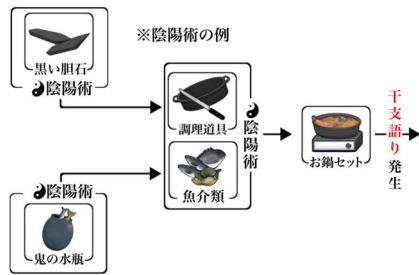 ※陰陽術の例
黒い胆石
陰陽術
調理道具
魚介類
陰陽術
お鍋セット
干支語り発生
陰陽術
鬼の水瓶